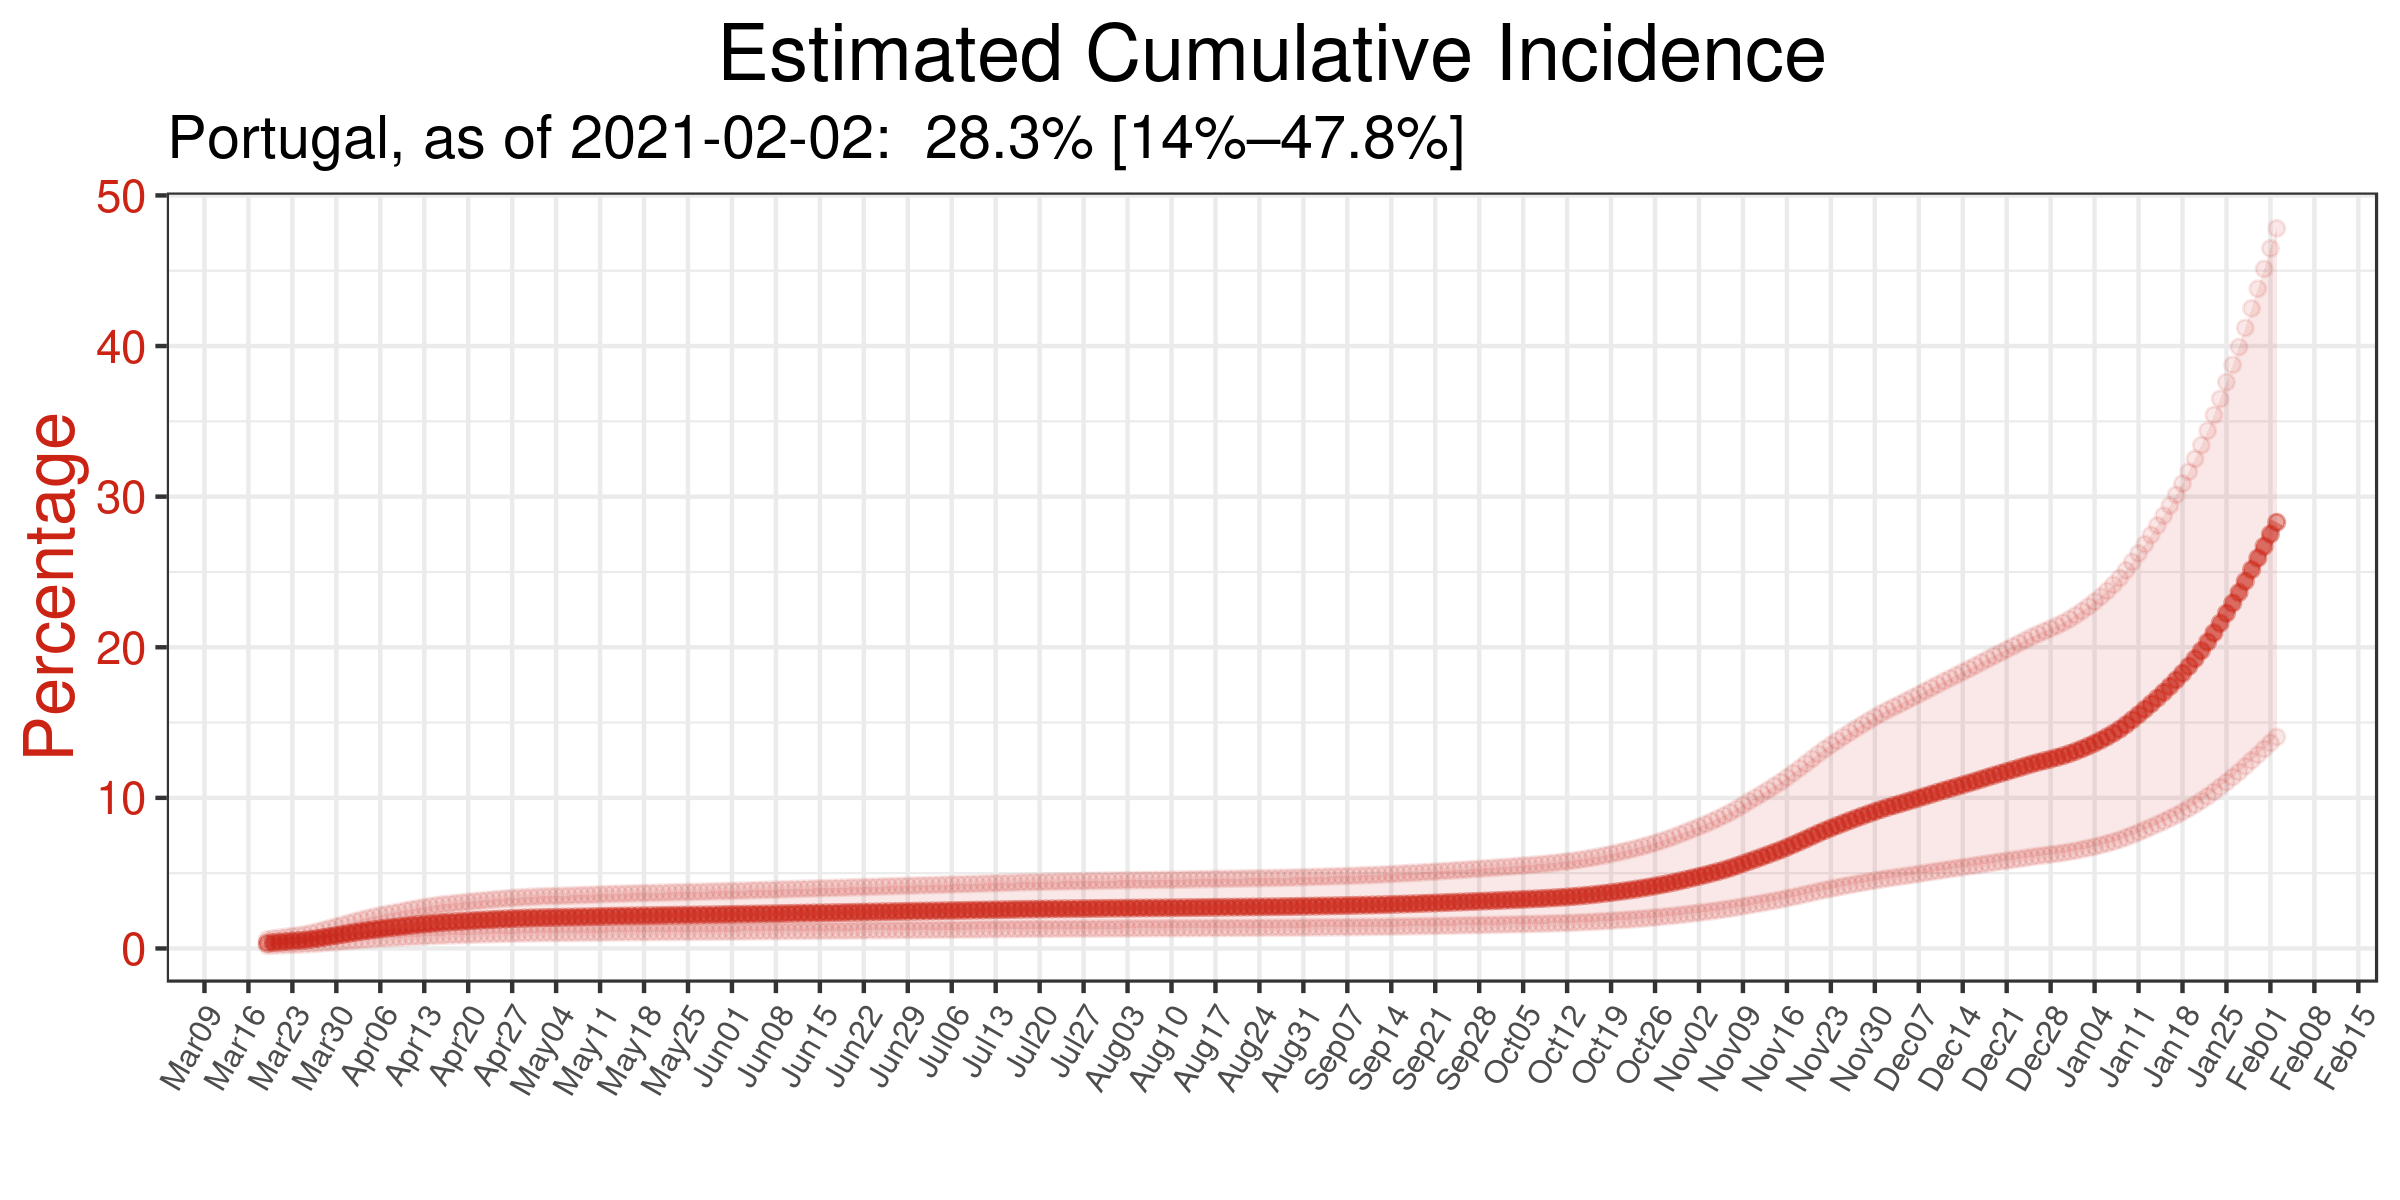 Estimated Cumulative Incidence
Portugal, as of 2021-02-02:  28.3% [14%–47.8%]
Percentage
50
40
30
20
10
0
Mar09
Mar16
Mar23
Mar30
Apr06
Apr13
Apr20
Apr27
May04
May11
May18
May25
Jun01
Jun08
Jun15
Jun22
Jun29
Jul06
Jul13
Jul20
Jul27
Aug03
Aug10
Aug17
Aug24
Aug31
Sep07
Sep14
Sep21
Sep28
Oct05
Oct12
Oct19
Oct26
Nov02
Nov09
Nov16
Nov23
Nov30
Dec07
Dec14
Dec21
Dec28
Jan04
Jan11
Jan18
Jan25
Feb01
Feb08
Feb15